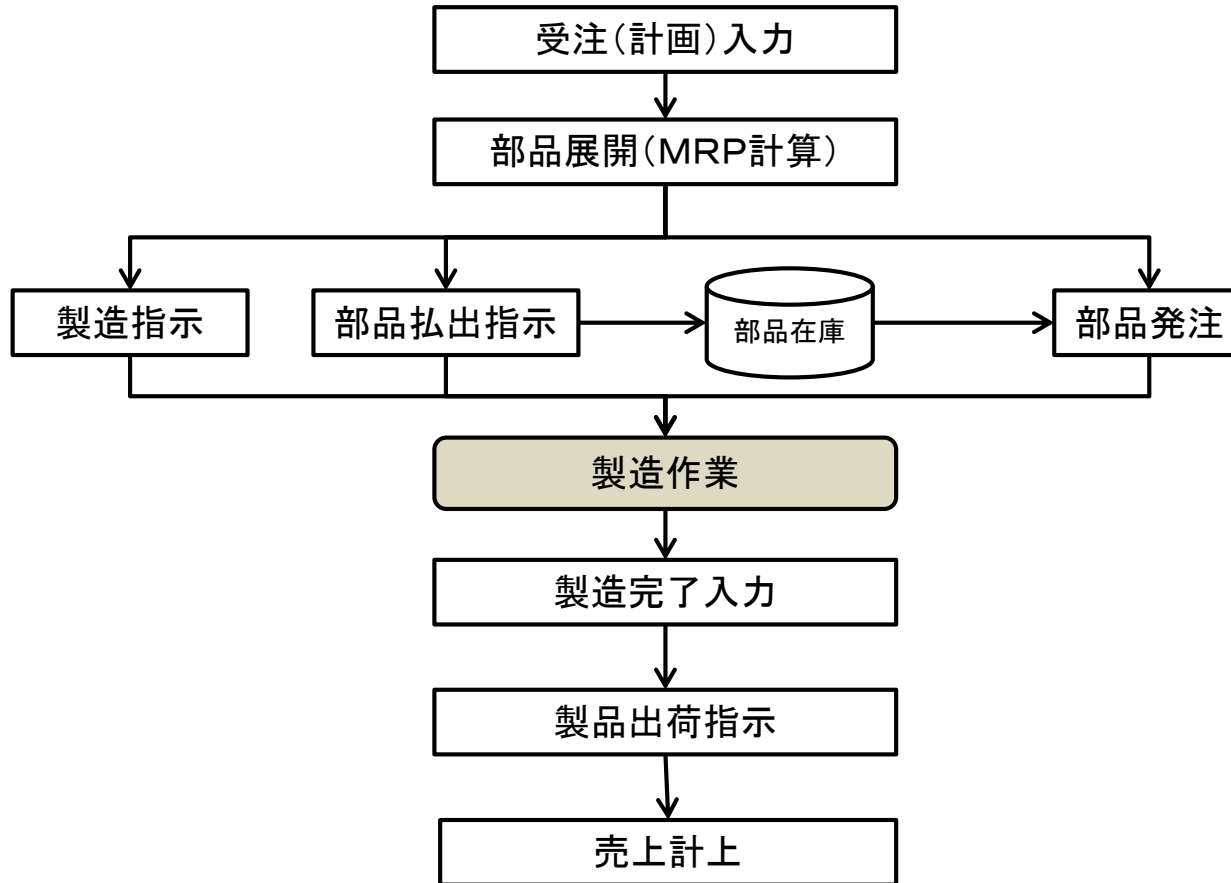 受注（計画）入力
部品展開（ＭＲＰ計算）
製造指示
部品払出指示
部品在庫
部品発注
製造作業
製造完了入力
製品出荷指示
売上計上